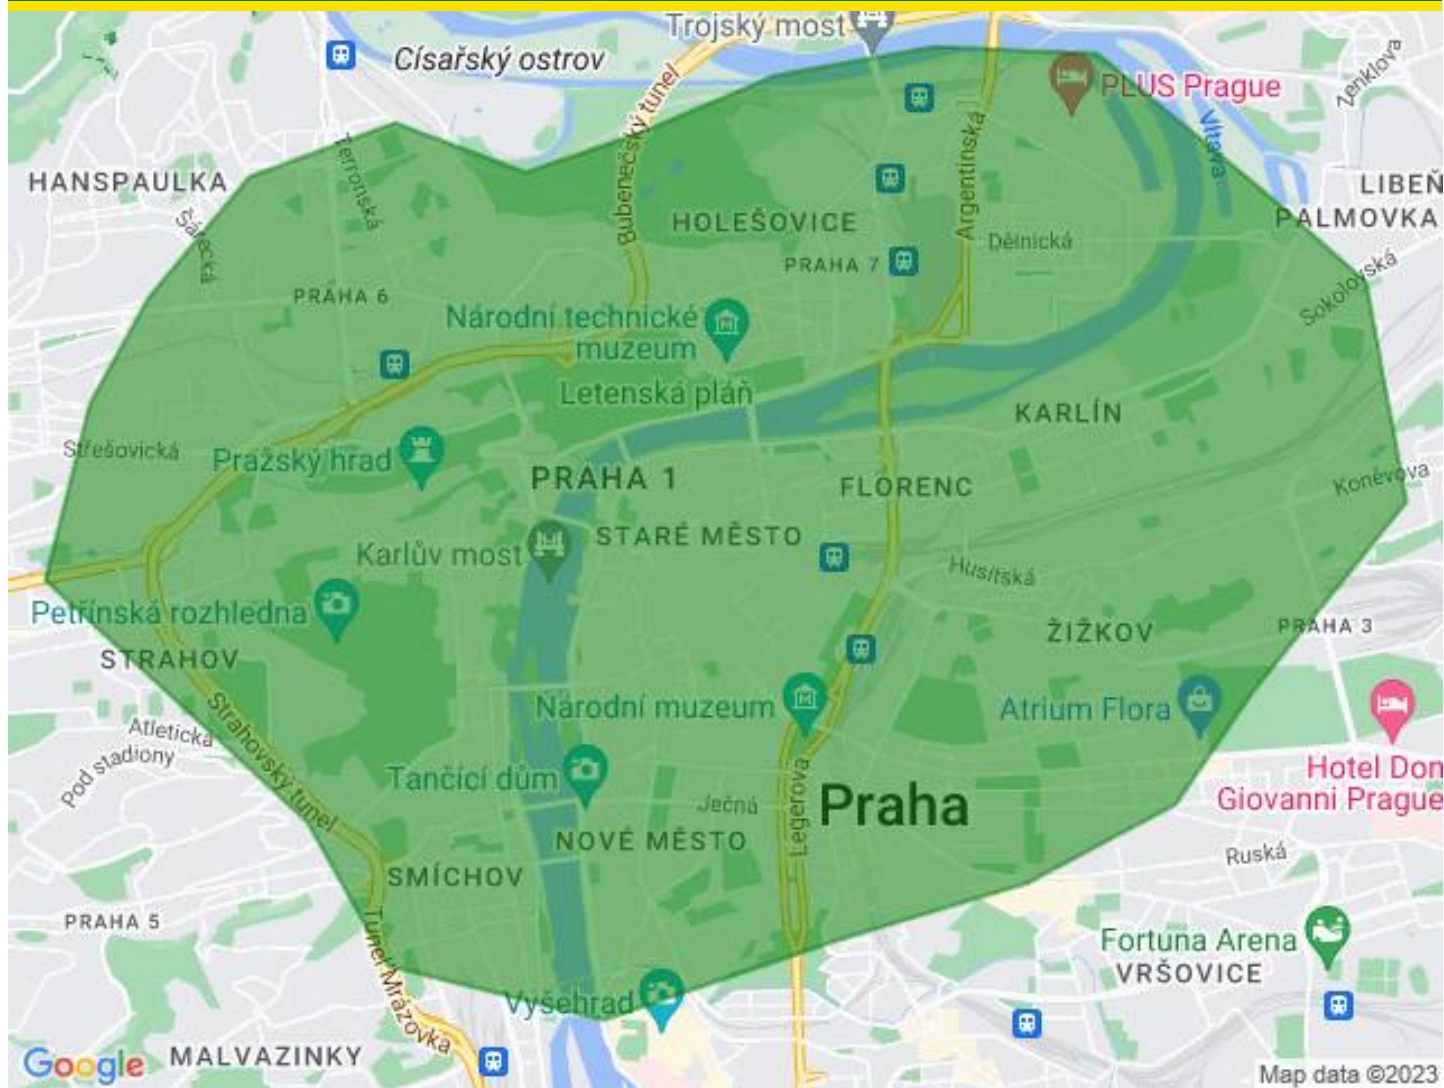 Trojský most
Císařský ostrov
PLUS Prague
Zenklova
Bubenečský tunel
Vltava
Terronská
HANSPAULKA
LIBEŇ
Argentinská
Šárecká
HOLEŠOVICE
PALMOVKA
Dělnická
PRAHA 7
Sokolovská
PRAHA 6
Národní technické
muzeum
Letenská pláň
KARLÍN
Střešovická
Pražský hrad
PRAHA 1
FLORENC
Koněvova
STARÉ MĚSTO
Karlův most
Husitská
Petřínská rozhledna
ŽIŽKOV
PRAHA 3
STRAHOV
Národní muzeum
Atrium Flora
Atletická
Pod stadiony
Strahovský tunel
Tančící dům
Ječná
Legerova
Praha
Hotel Don
Giovanni Prague
NOVÉ MĚSTO
Ruská
SMÍCHOV
PRAHA 5
Tunel Mrázovka
Fortuna Arena
VRŠOVICE
Vyšehrad
Google
MALVAZINKY
Map data ©2023